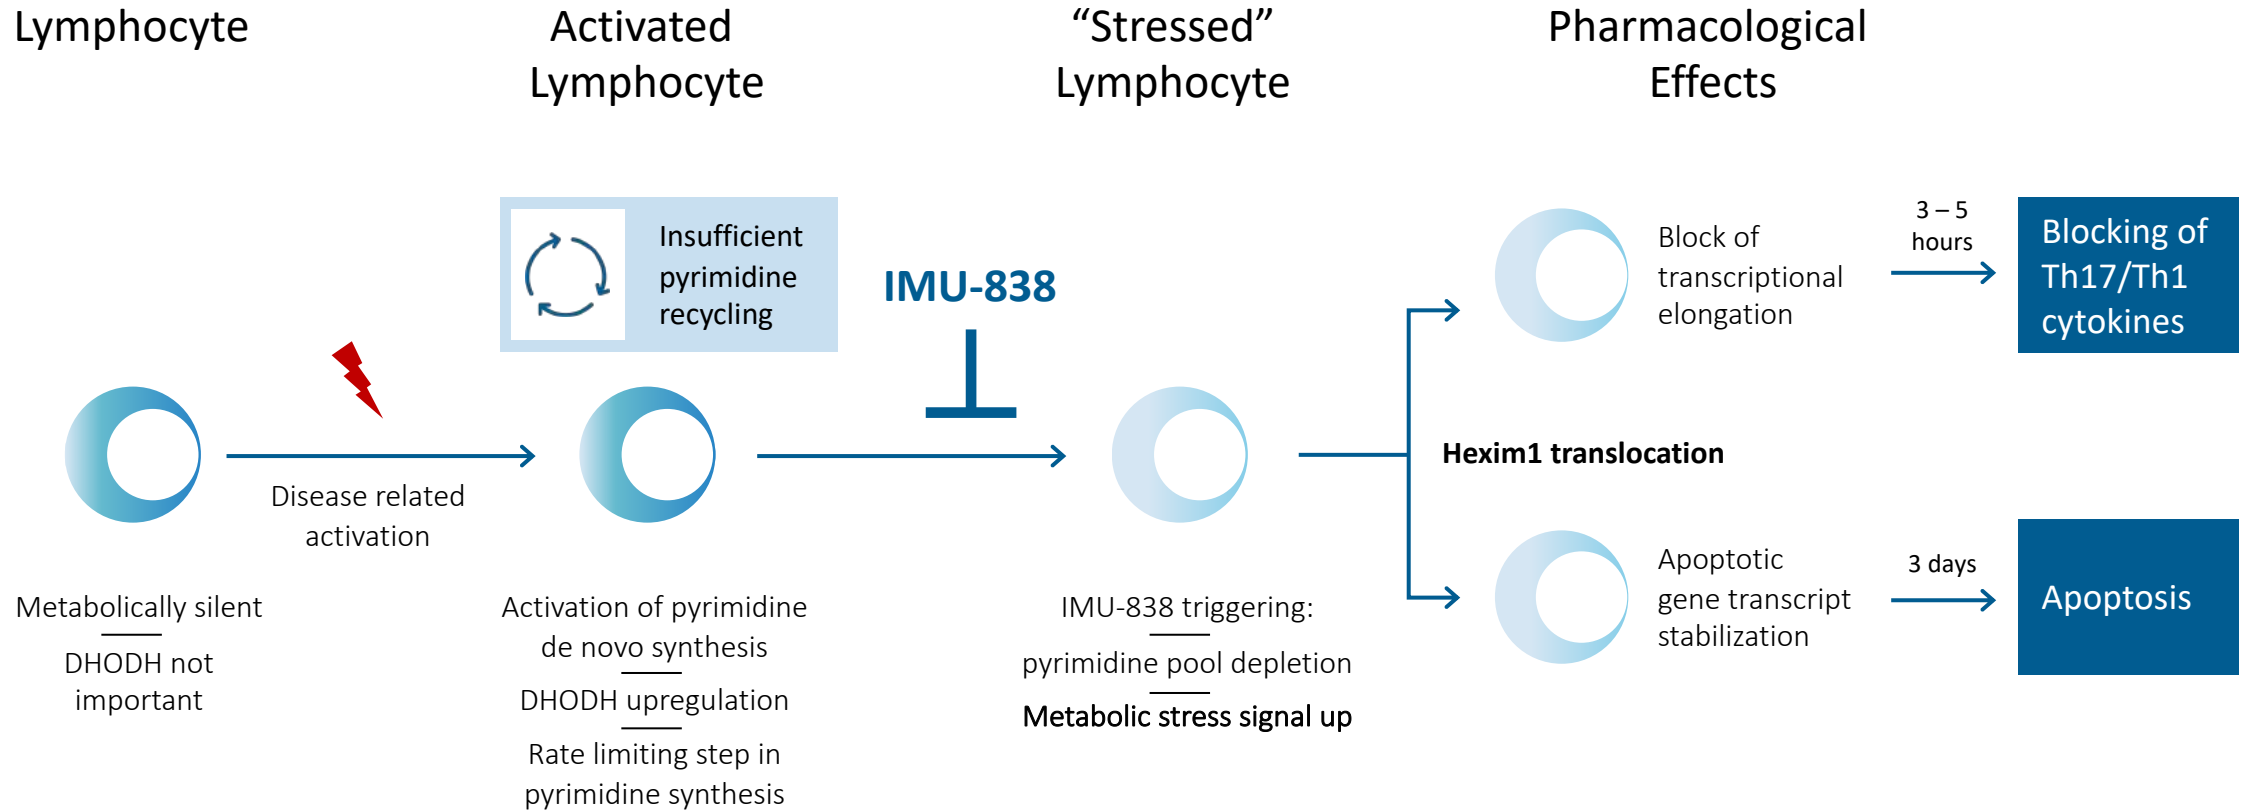 Lymphocyte
Activated
Lymphocyte
“Stressed”
Lymphocyte
Pharmacological
Effects
Insufficient
pyrimidine
recycling
IMU-838
Disease related
activation
Metabolically silent
DHODH not
important
Activation of pyrimidine
de novo synthesis
DHODH upregulation
Rate limiting step in
pyrimidine synthesis
IMU-838 triggering:
pyrimidine pool depletion
Metabolic stress signal up
Hexim1 translocation
Block of
transcriptional
elongation
3 – 5
hours
Blocking of
Th17/Th1
cytokines
Apoptotic
gene transcript
stabilization
3 days
Apoptosis